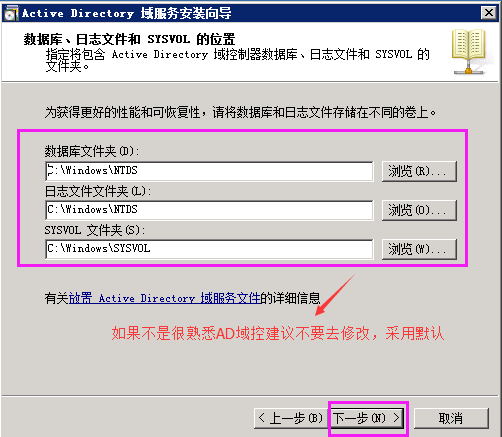 Active Directory 域服务安装向导
数据库、日志文件和 SYSVOL 的位置
指定将包含 Active Directory 域控制器数据库、日志文件和 SYSVOL 的
文件夹。
为获得更好的性能和可恢复性，请将数据库和日志文件存储在不同的卷上。
数据库文件夹(D):
C:\Windows\NTDS
浏览(R)...
日志文件文件夹(L):
C:\Windows\NTDS
浏览(O)...
SYSVOL 文件夹(S):
C:\Windows\SYSVOL
浏览(W)...
有关放置 Active Directory 域服务文件的详细信息
如果不是很熟悉AD域控建议不要去修改，采用默认
< 上一步(B)
下一步(N) >
取消